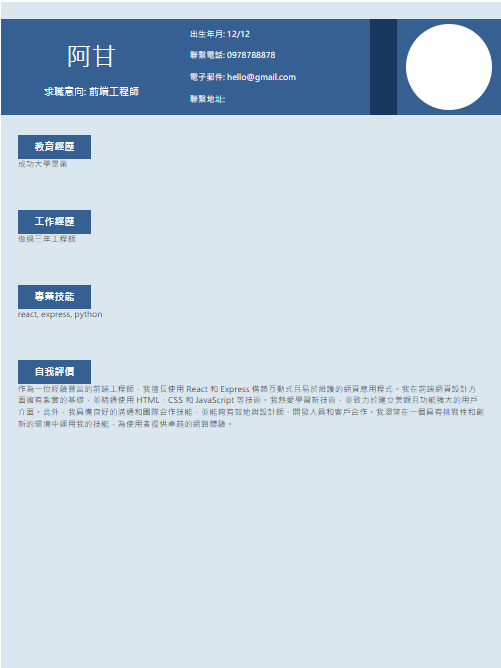 阿甘
求職意向: 前端工程師
出生年月: 12/12
聯繫電話: 0978788878
電子郵件: hello@gmail.com
聯繫地址:
教育經歷
成功大學畢業
工作經歷
做過三年工程師
專業技能
react, express, python
自我評價
作為一位經驗豐富的前端工程師，我擅長使用 React 和 Express 構築互動式且易於維護的網頁應用程式。我在前端網頁設計方
面擁有紮實的基礎，並精通使用 HTML、CSS 和 JavaScript 等技術。我熱愛學習新技術，並致力於建立美觀且功能強大的用戶
介面。此外，我具備良好的溝通和團隊合作技能，並能夠有效地與設計師、開發人員和客戶合作。我渴望在一個具有挑戰性和創
新的環境中運用我的技能，為使用者提供卓越的網路體驗。